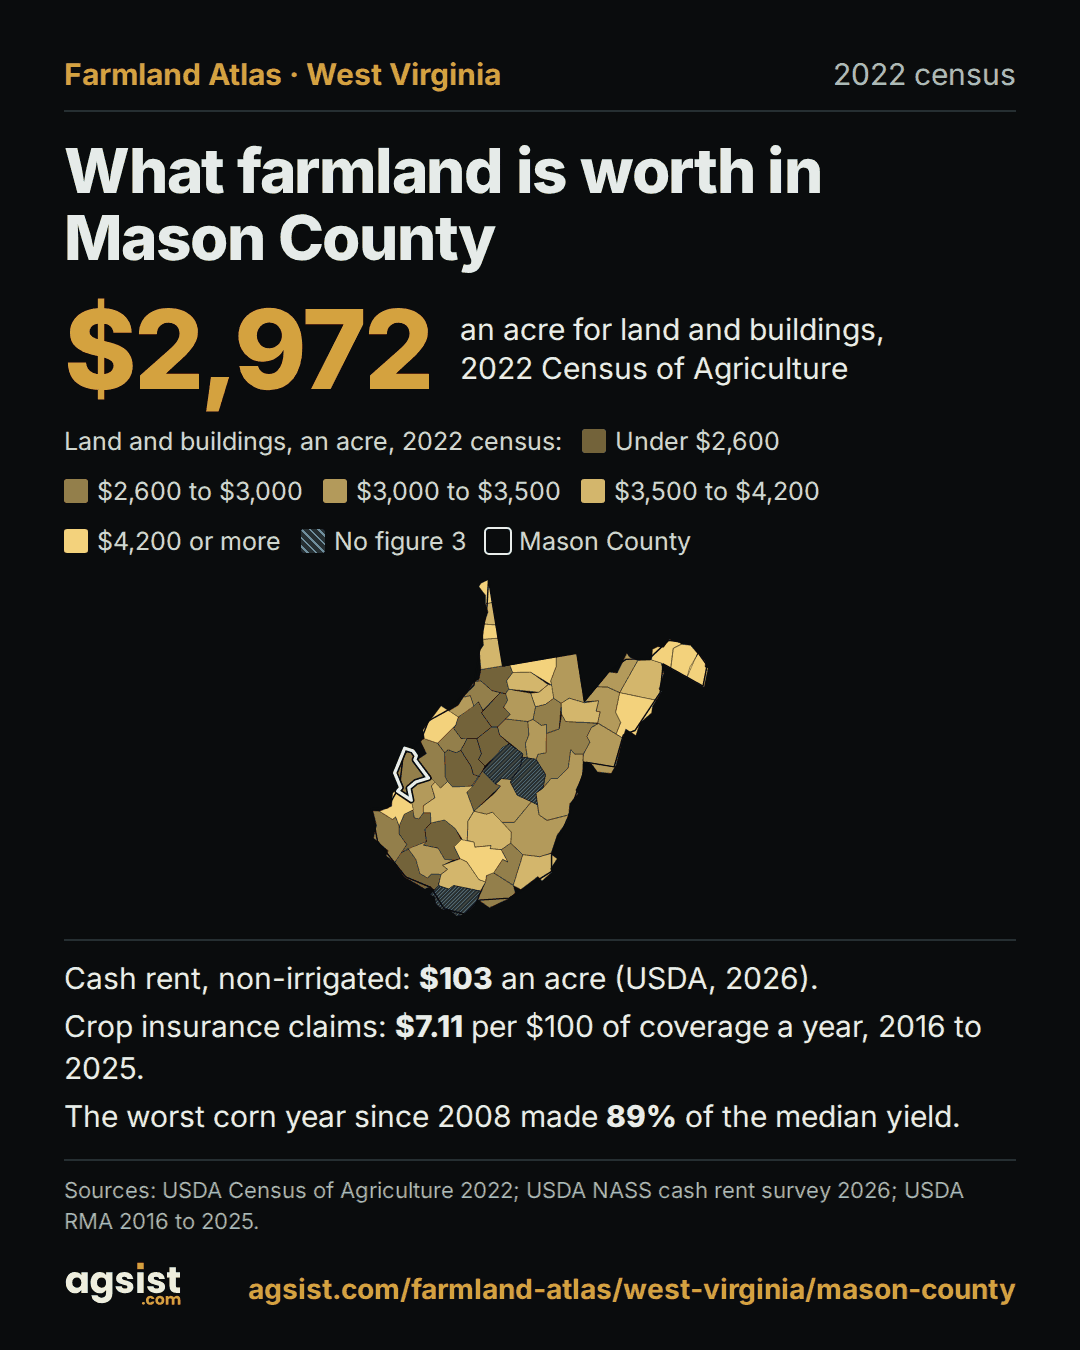 Farmland Atlas · West Virginia
2022 census
What farmland is worth in
Mason County
$2,972
an acre for land and buildings,
2022 Census of Agriculture
Land and buildings, an acre, 2022 census: Under $2,600
$2,600 to $3,000 $3,000 to $3,500 $3,500 to $4,200
$4,200 or more No figure 3 Mason County
Cash rent, non-irrigated: $103 an acre (USDA, 2026).
Crop insurance claims: $7.11 per $100 of coverage a year, 2016 to
2025.
The worst corn year since 2008 made 89% of the median yield.
Sources: USDA Census of Agriculture 2022; USDA NASS cash rent survey 2026; USDA
RMA 2016 to 2025.
agsist
.com
agsist.com/farmland-atlas/west-virginia/mason-county